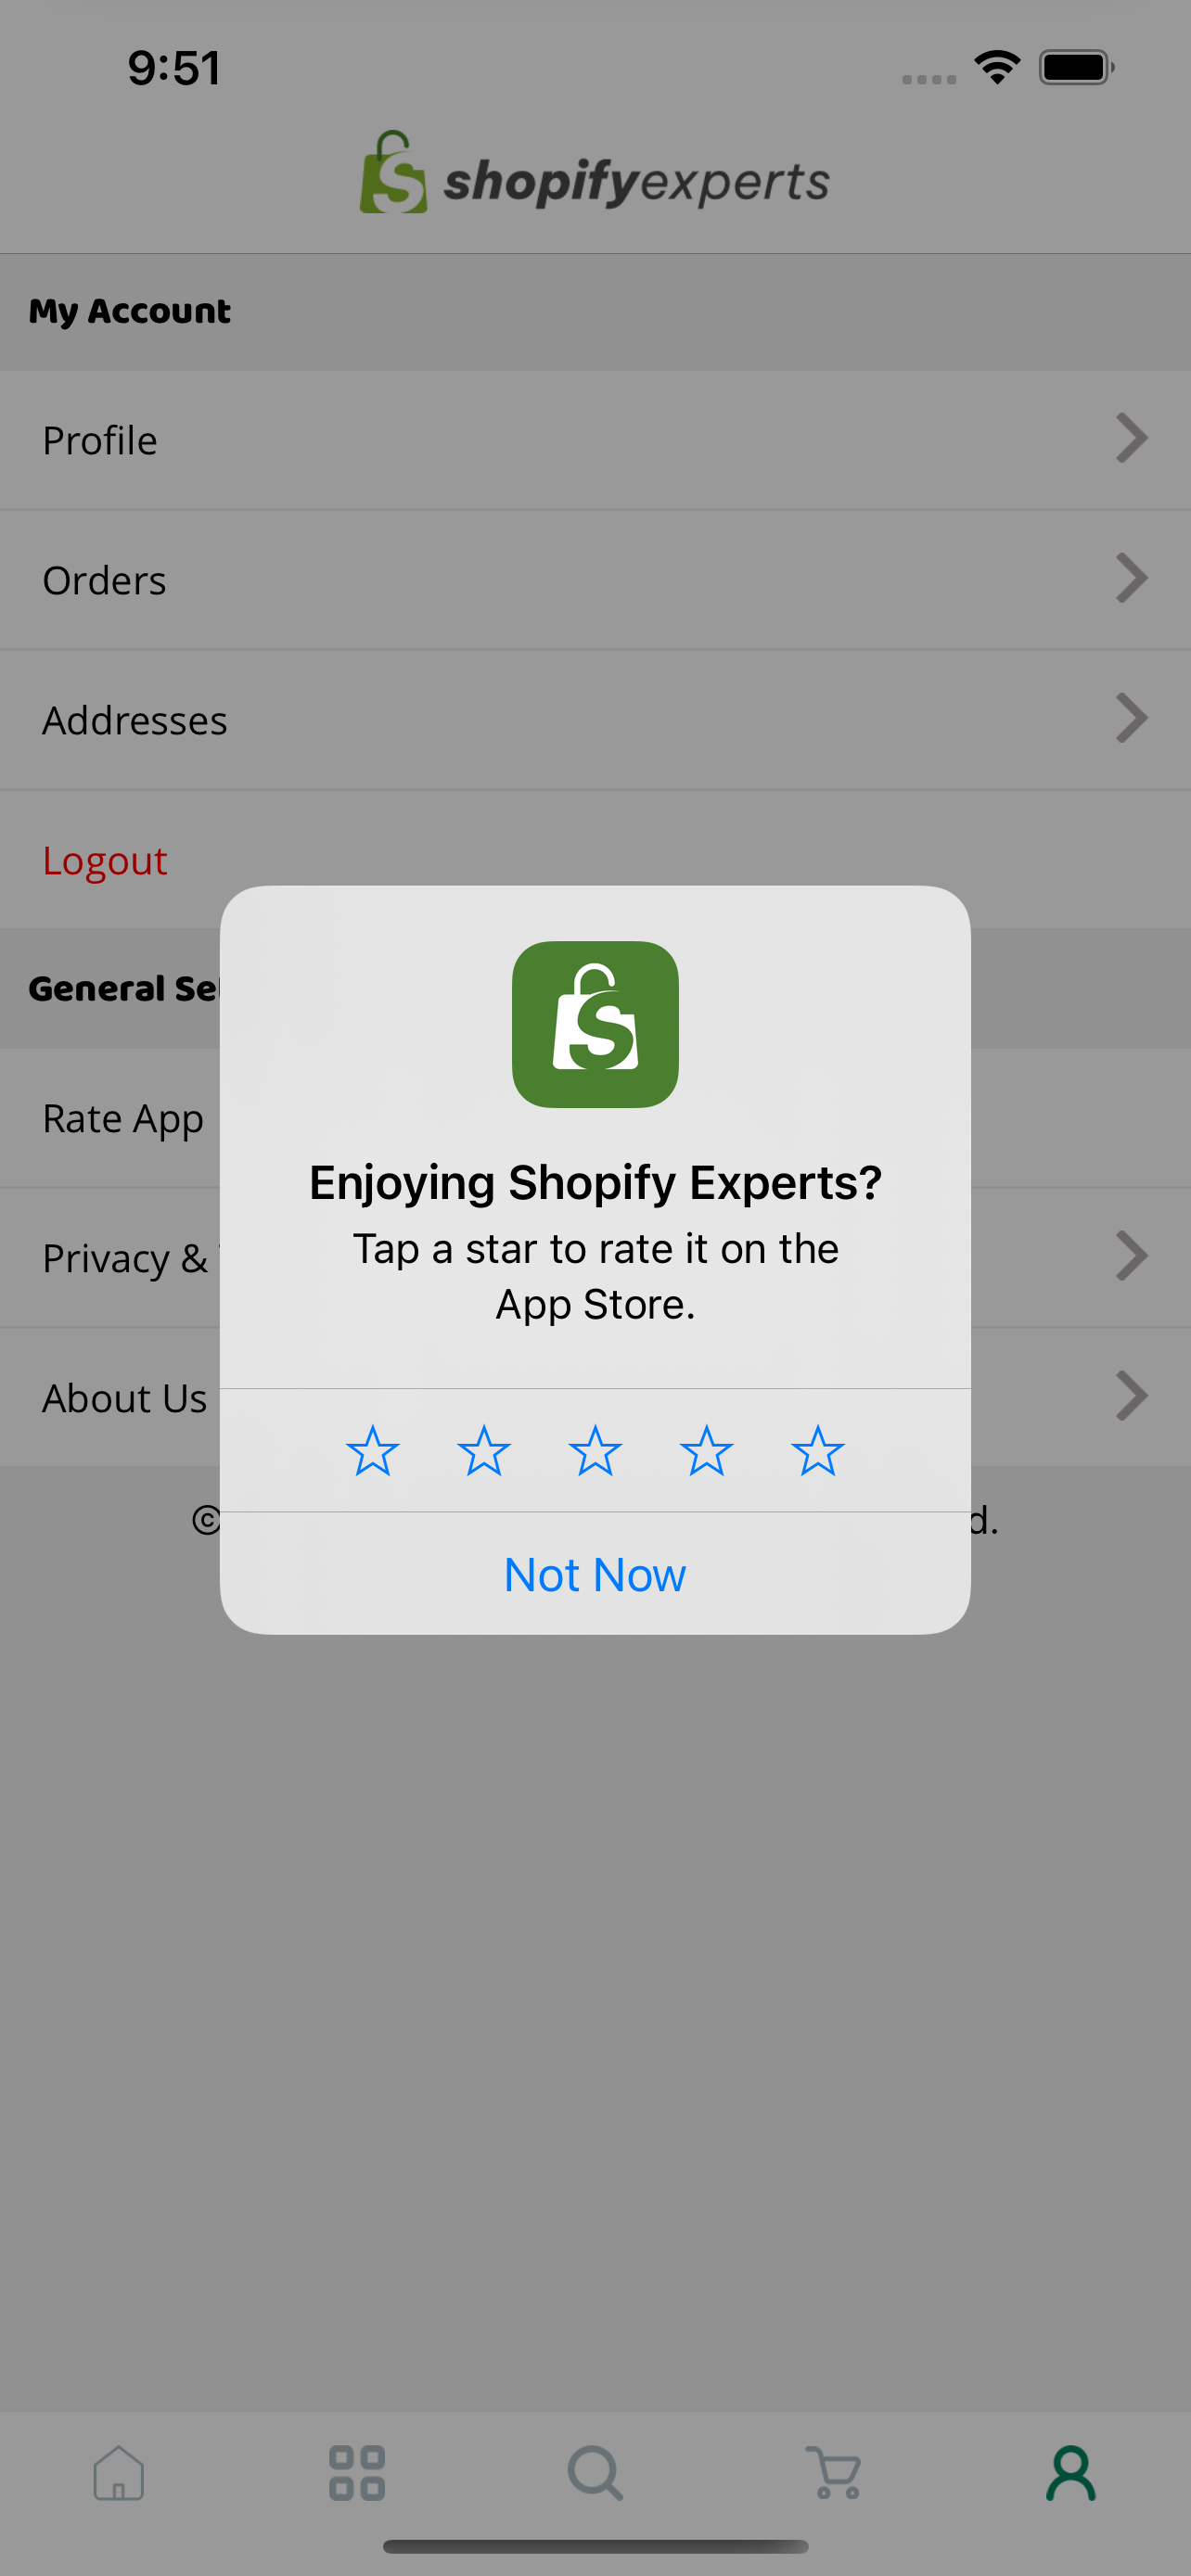 9:51
shopifyexperts
My Account
Profile
Orders
Addresses
Logout
General
Rate App
Privacy &
About Us
©
Enjoying Shopify Experts?
Tap a star to rate it on the
App Store.
Not Now